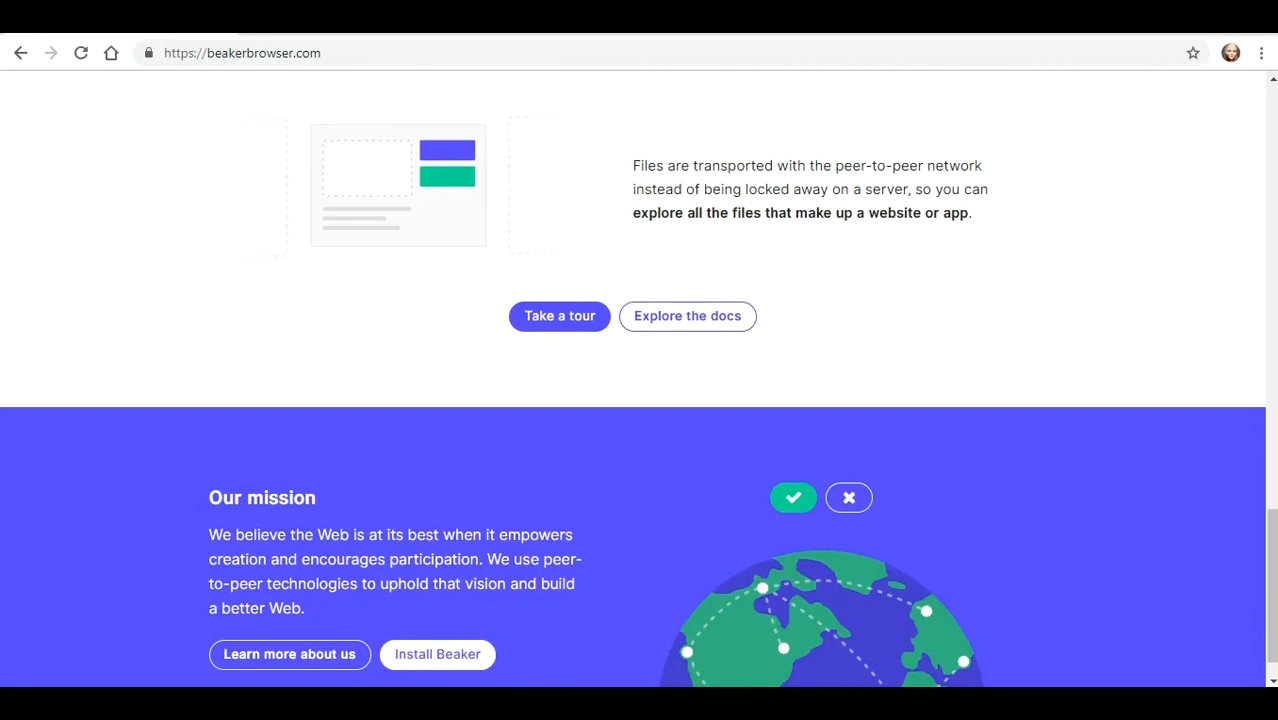 https://beakerbrowser.com
Files are transported with the peer-to-peer network
instead of being locked away on a server, so you can
explore all the files that make up a website or app.
Take a tour
Explore the docs
Our mission
We believe the Web is at its best when it empowers
creation and encourages participation. We use peer-
to-peer technologies to uphold that vision and build
a better Web.
Learn more about us
Install Beaker